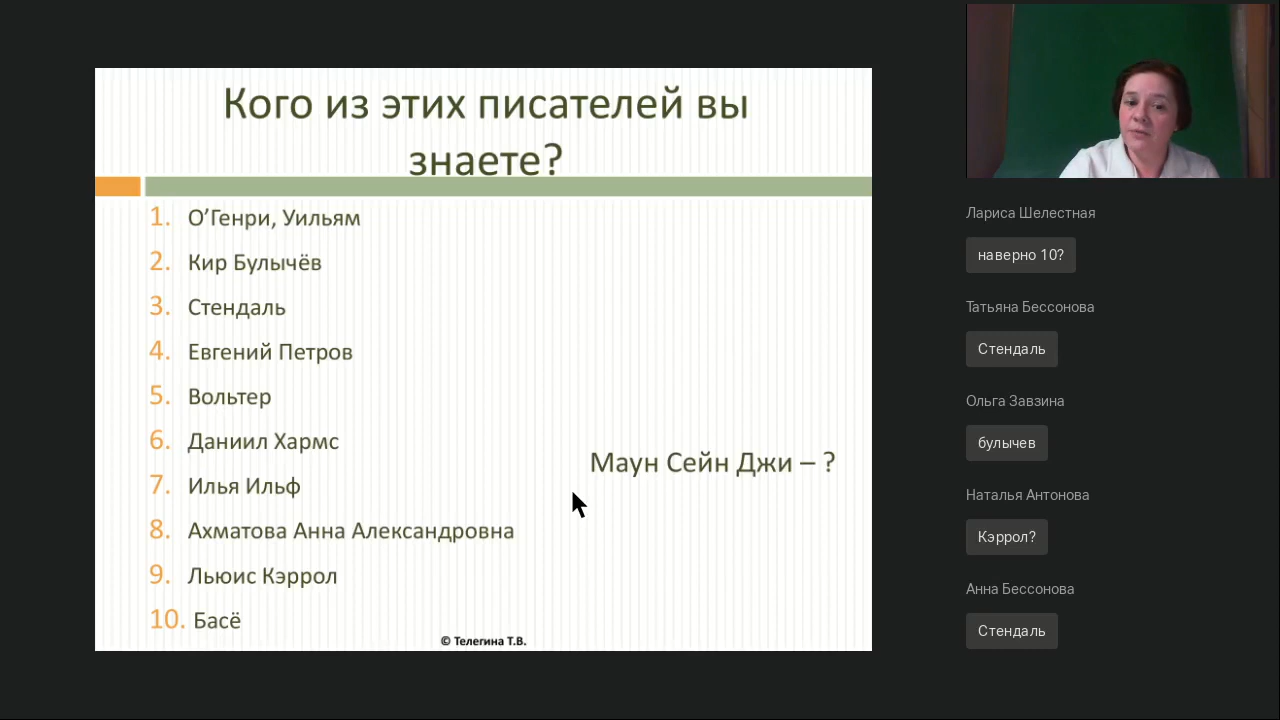 Кого из этих писателей вы
знаете?
1. О’Генри, Уильям
2. Кир Булычёв
3. Стендаль
4. Евгений Петров
5. Вольтер
6. Даниил Хармс
7. Илья Ильф
8. Ахматова Анна Александровна
9. Льюис Кэррол
10. Басё
Маун Сейн Джи – ?
© Телегина Т.В.
Лариса Шелестная
наверно 10?
Татьяна Бессонова
Стендаль
Ольга Завзина
булычев
Наталья Антонова
Кэррол?
Анна Бессонова
Стендаль